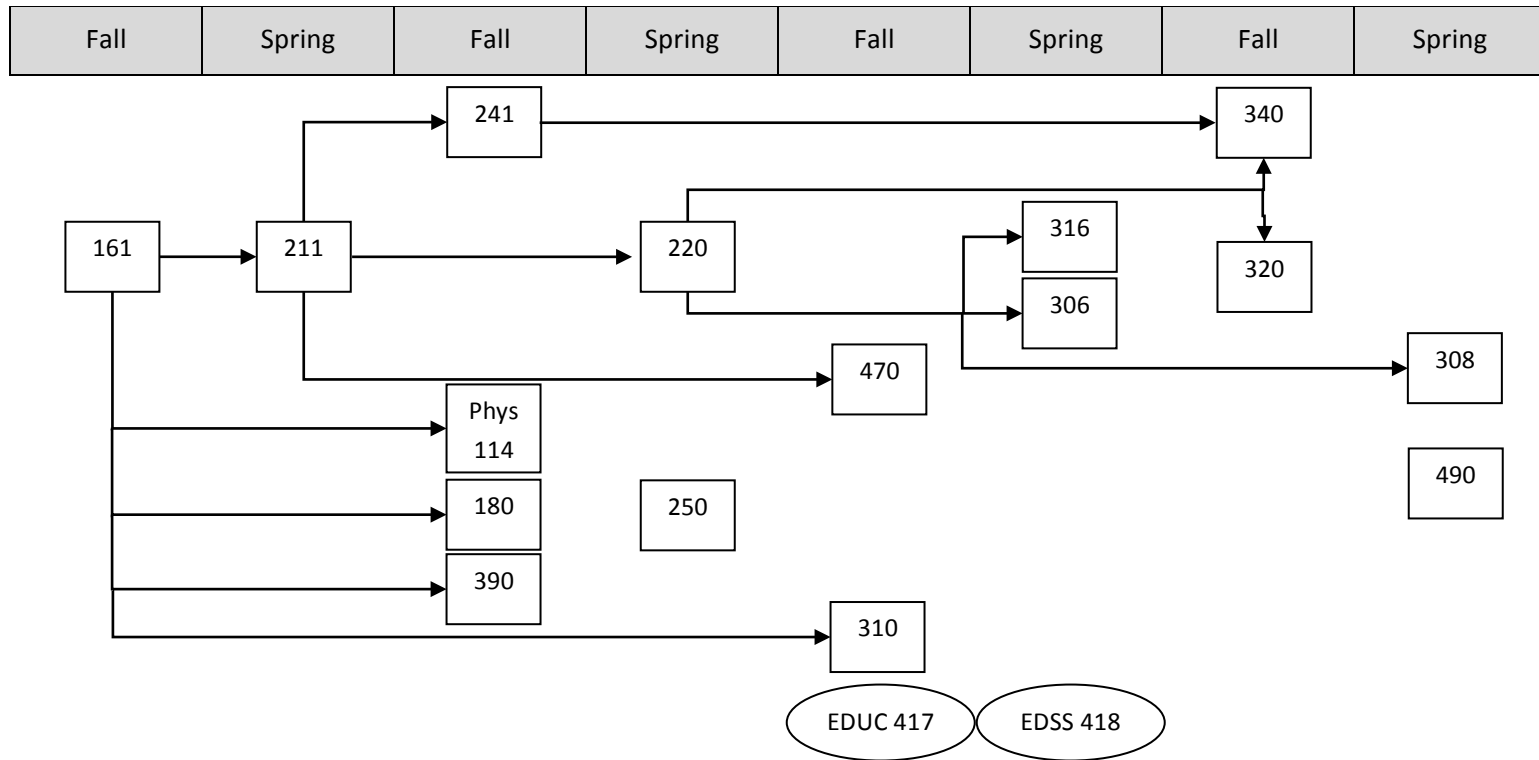 Fall Spring Fall Spring Fall Spring Fall Spring
241 340
161 211 220 316 320
306
470 308
Phys
114
490
180 250
390
310
EDUC 417 EDSS 418